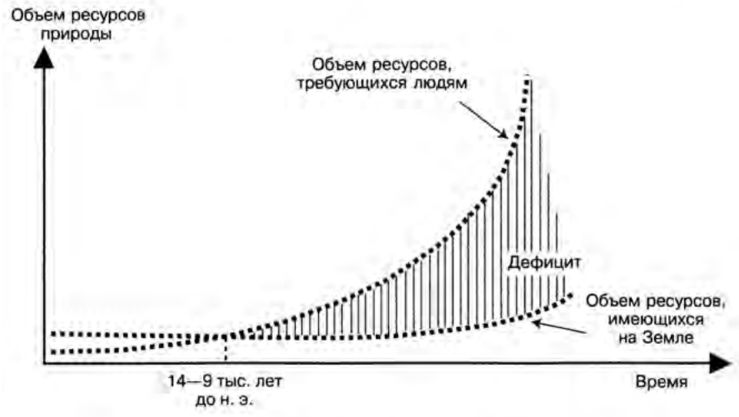 Объем ресурсов
природы
Объем ресурсов,
требующихся людям
Дефицит
Объем ресурсов,
имеющихся
на Земле
14—9 тыс. лет
до н. э.
Время